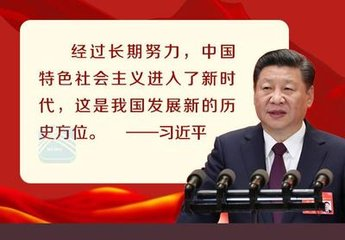 经过长期努力，中国
特色社会主义进入了新时
代，这是我国发展新的历
史方位。 ——习近平